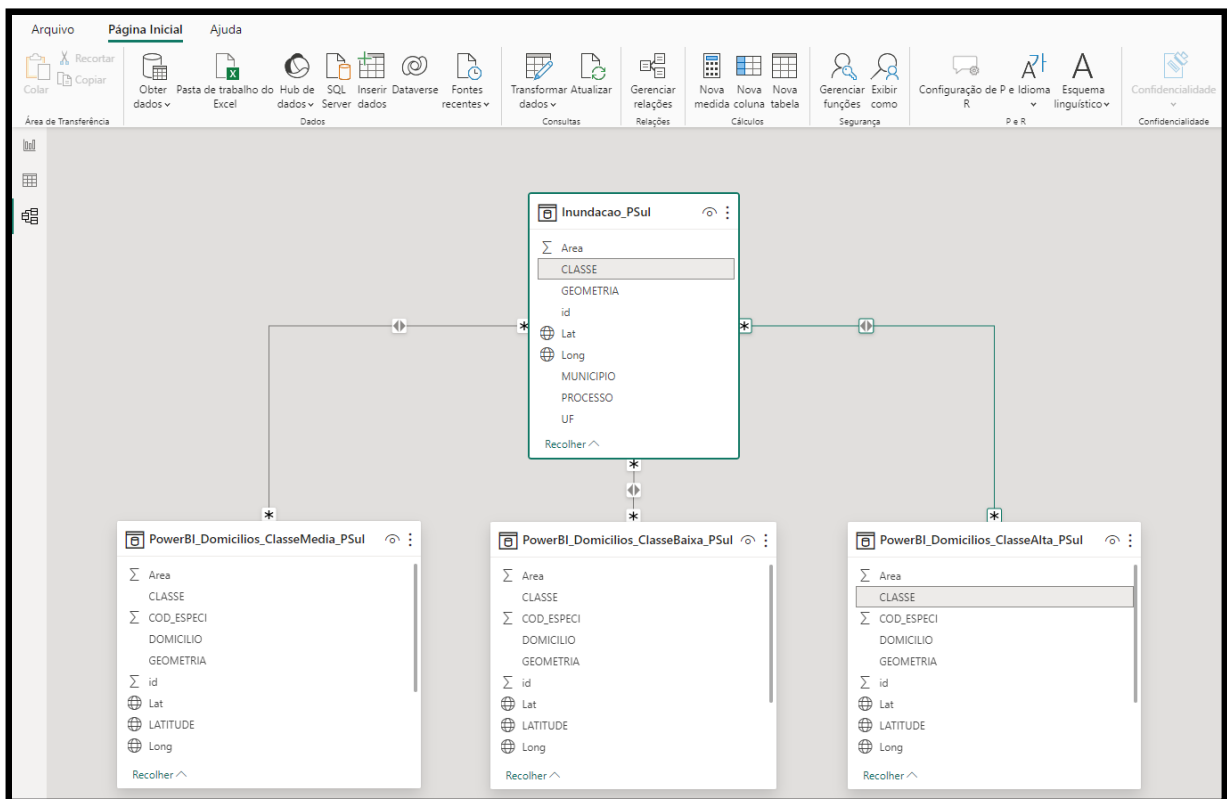 Arquivo Página Inicial Ajuda
Colar
Recortar
Copiar
Área de Transferência
Obter dados
Pasta de trabalho do Excel
Hub de dados
SQL Server
Inserir dados
Dataverse
Fontes recentes
Dados
Transformar dados
Atualizar
Consultas
Gerenciar relações
Relações
Nova medida
Nova coluna
Nova tabela
Cálculos
Gerenciar funções
Exibir como
Segurança
Configuração de P e R
Idioma
Esquema linguístico
P e R
Confidencialidade
Confidencialidade
Inundacao_PSul
Area
CLASSE
GEOMETRIA
id
Lat
Long
MUNICIPIO
PROCESSO
UF
Recolher
PowerBI_Domicilios_ClasseMedia_PSul
Area
CLASSE
COD_ESPECI
DOMICILIO
GEOMETRIA
id
Lat
LATITUDE
Long
Recolher
PowerBI_Domicilios_ClasseBaixa_PSul
Area
CLASSE
COD_ESPECI
DOMICILIO
GEOMETRIA
id
Lat
LATITUDE
Long
Recolher
PowerBI_Domicilios_ClasseAlta_PSul
Area
CLASSE
COD_ESPECI
DOMICILIO
GEOMETRIA
id
Lat
LATITUDE
Long
Recolher